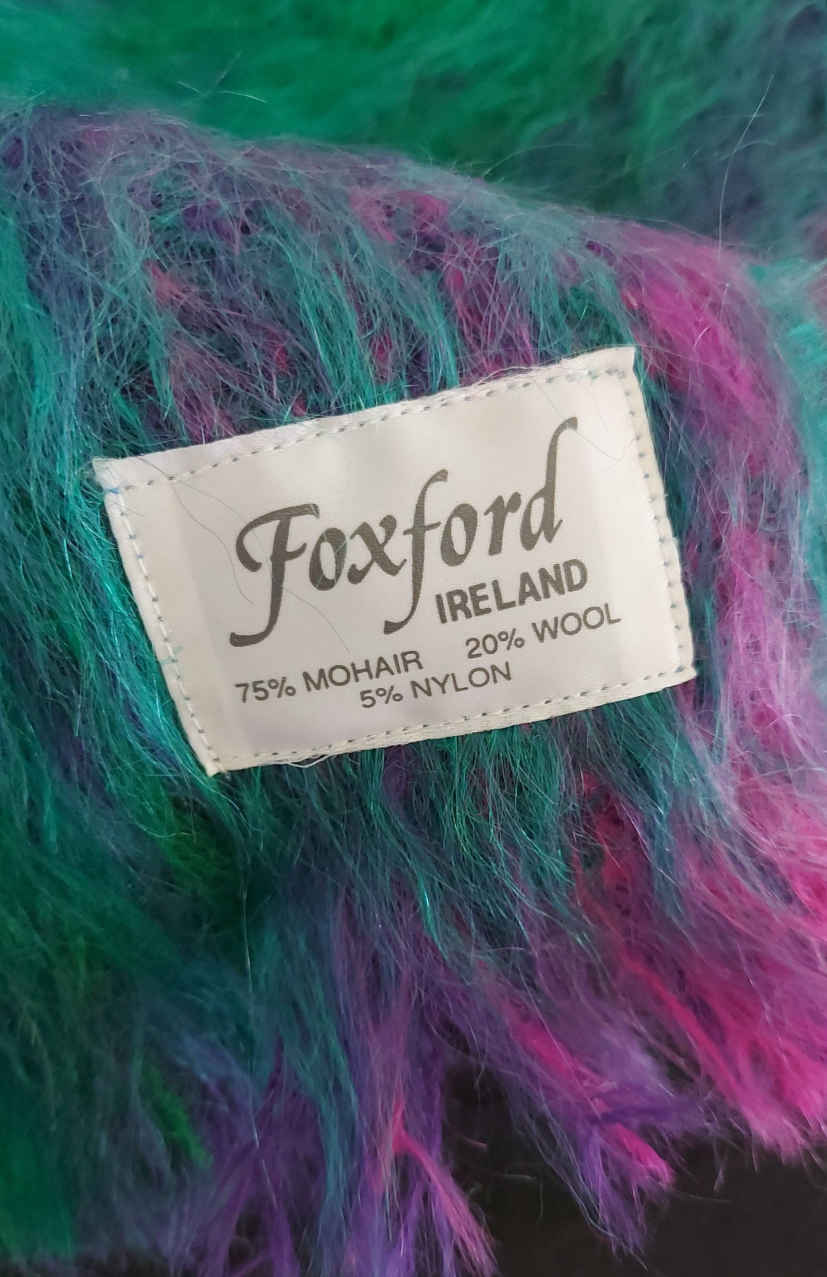 Foxford
IRELAND
75% MOHAIR 20% WOOL
5% NYLON